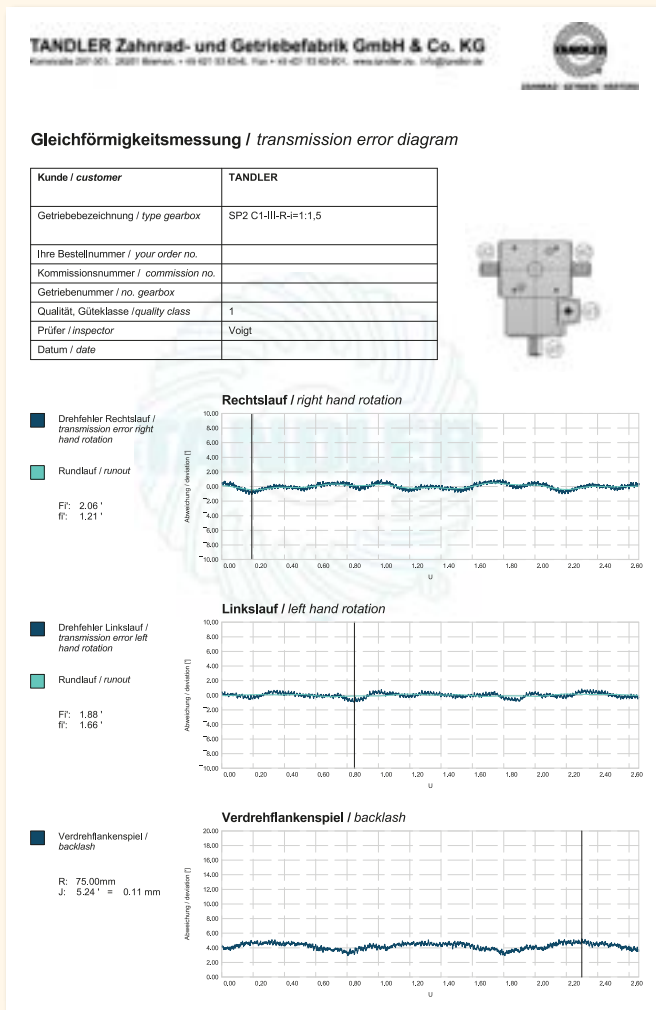 TANDLER Zahnrad- und Getriebefabrik GmbH & Co. KG
TANDLER
Gleichförmigkeitsmessung / transmission error diagram
Kunde / customer TANDLER
Getriebebezeichnung / type gearbox SP2 C1-III-R-i=1:1,5
Ihre Bestellnummer / your order no.
Kommissionsnummer / commission no.
Getriebenummer / no. gearbox
Qualität, Güteklasse / quality class 1
Prüfer / inspector Voigt
Datum / date
Rechtslauf / right hand rotation
Drehfehler Rechtslauf /
transmission error right
hand rotation
Rundlauf / runout
Fi': 2.06 '
fi': 1.21 '
Abweichung / deviation [']
10,00
8,00
6,00
4,00
2,00
0,00
–2,00
–4,00
–6,00
–8,00
–10,00
0,00 0,20 0,40 0,60 0,80 1,00 1,20 1,40 1,60 1,80 2,00 2,20 2,40 2,60
U
Linkslauf / left hand rotation
Drehfehler Linkslauf /
transmission error left
hand rotation
Rundlauf / runout
Fi': 1.88 '
fi': 1.66 '
Abweichung / deviation [']
10,00
8,00
6,00
4,00
2,00
0,00
–2,00
–4,00
–6,00
–8,00
–10,00
0,00 0,20 0,40 0,60 0,80 1,00 1,20 1,40 1,60 1,80 2,00 2,20 2,40 2,60
U
Verdrehflankenspiel / backlash
Verdrehflankenspiel /
backlash
R: 75.00mm
J: 5.24 ' = 0.11 mm
Abweichung / deviation [']
20.00
18,00
16,00
14,00
12,00
10,00
8,00
6,00
4,00
2,00
0.00
0,00 0,20 0,40 0,60 0,80 1,00 1,20 1,40 1,60 1,80 2,00 2,20 2,40 2,60
U